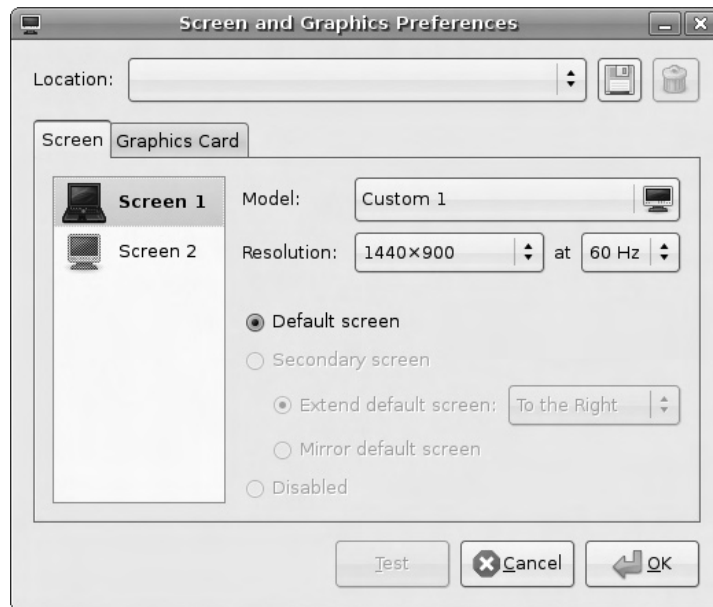 Screen and Graphics Preferences
Location:
Screen Graphics Card
Screen 1
Screen 2
Model: Custom 1
Resolution: 1440×900 at 60 Hz
Default screen
Secondary screen
Extend default screen: To the Right
Mirror default screen
Disabled
Test Cancel OK